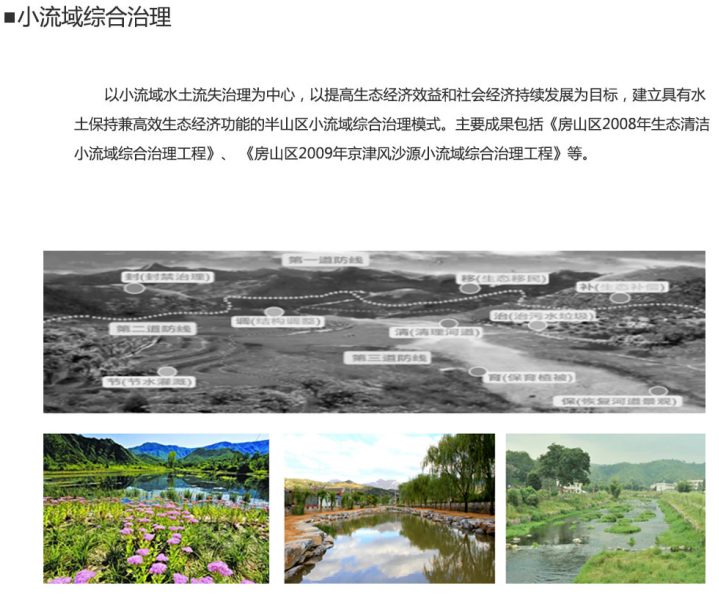 ■小流域综合治理
以小流域水土流失治理为中心，以提高生态经济效益和社会经济持续发展为目标，建立具有水
土保持兼高效生态经济功能的半山区小流域综合治理模式。主要成果包括《房山区2008年生态清洁
小流域综合治理工程》、《房山区2009年京津风沙源小流域综合治理工程》等。
第一道防线
封(封禁治理)
移(生态移民)
补(生态补偿)
调(结构调整)
治(治污水垃圾)
第二道防线
清(清理河道)
第三道防线
节(节水灌溉)
育(保育植被)
保(恢复河道景观)